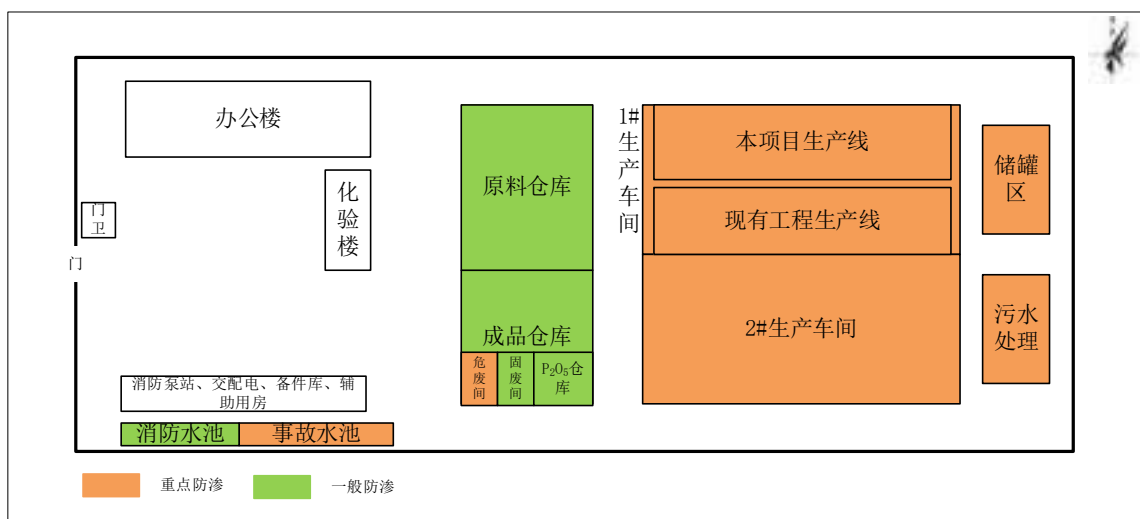 办公楼
化验楼
门卫
门
原料仓库
成品仓库
危废间
固废间
P₂O₅仓
库
1#生产车间
本项目生产线
现有工程生产线
2#生产车间
储罐
区
污水
处理
消防泵站、交配电、备件库、辅
助用房
消防水池
事故水池
重点防渗
一般防渗